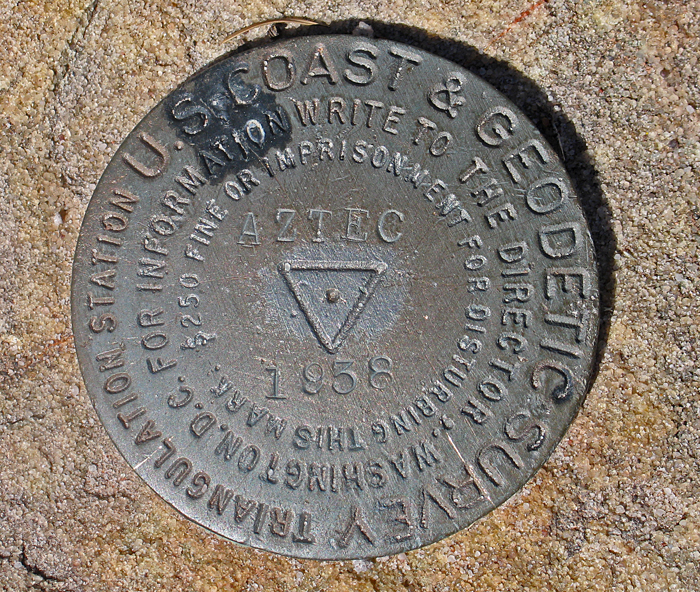 U.S. COAST & GEODETIC SURVEY
TRIANGULATION STATION
FOR INFORMATION WRITE TO THE DIRECTOR, WASHINGTON, D.C.
$250 FINE OR IMPRISONMENT FOR DISTURBING THIS MARK.
AZTEC
1938